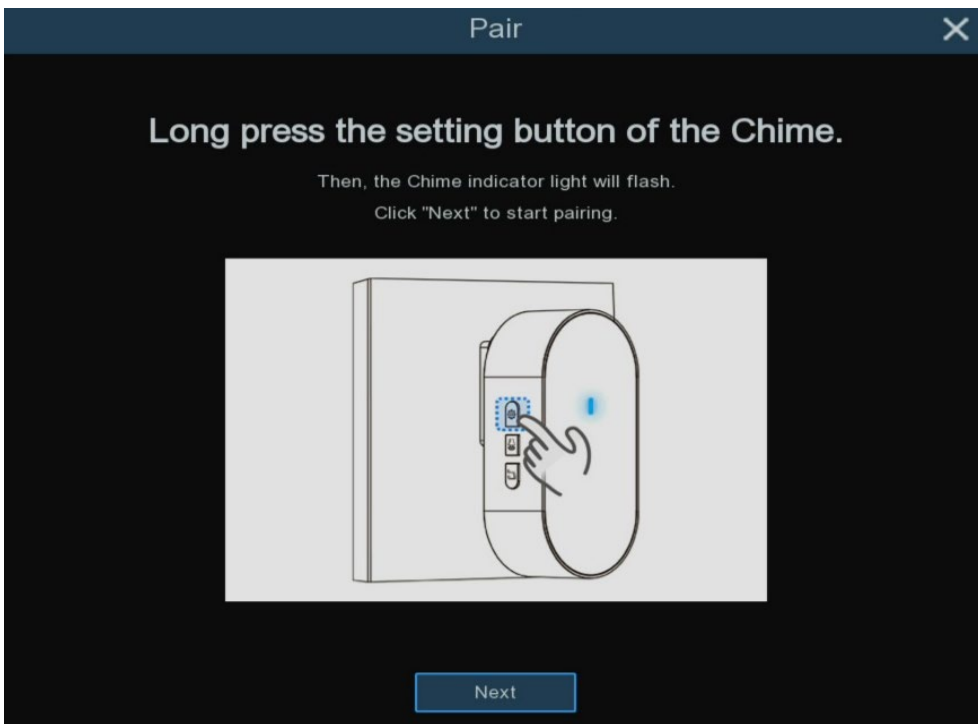 Pair
Long press the setting button of the Chime.
Then, the Chime indicator light will flash.
Click "Next" to start pairing.
Next